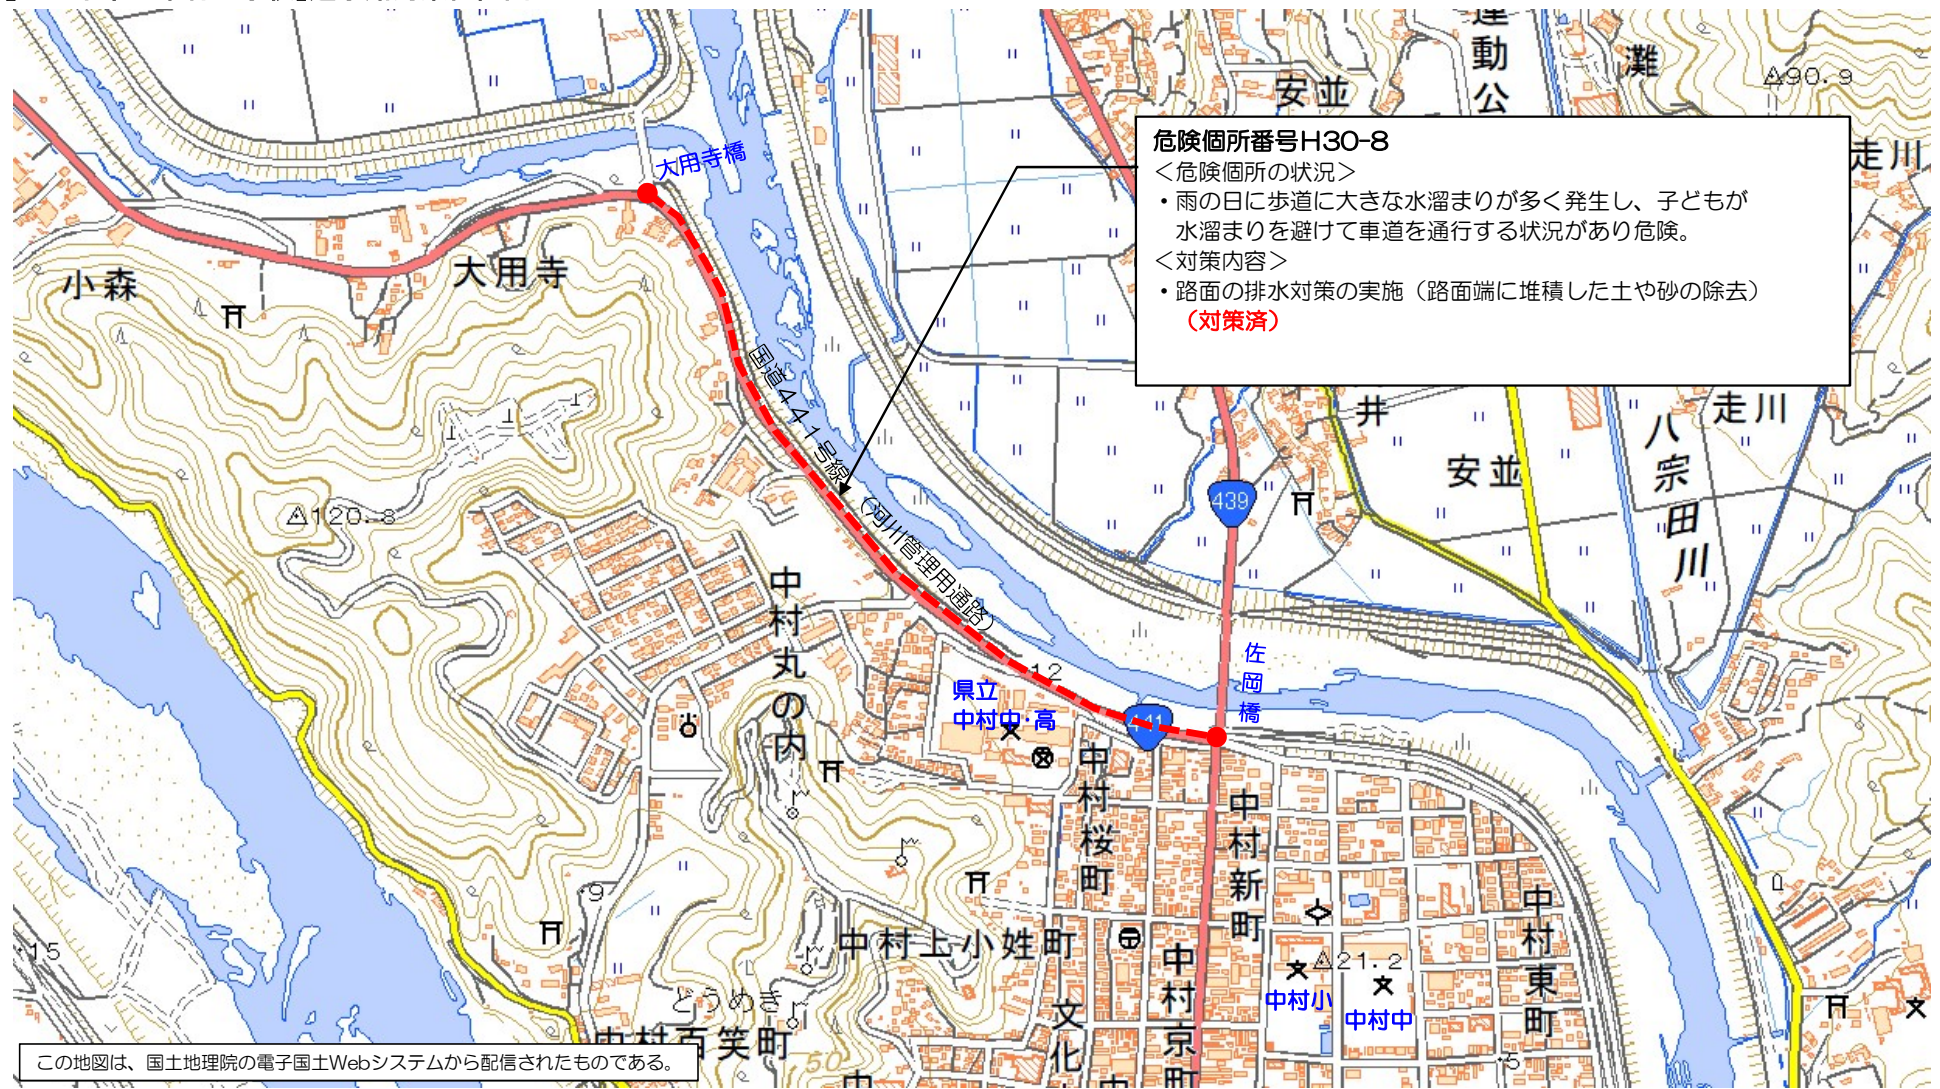 運動公
灘
安並
90.9
走川
大用寺橋
危険個所番号H30-8
＜危険個所の状況＞
・雨の日に歩道に大きな水溜まりが多く発生し、子どもが
水溜まりを避けて車道を通行する状況があり危険。
＜対策内容＞
・路面の排水対策の実施（路面端に堆積した土や砂の除去）
（対策済）
小森
大用寺
国道441号線
（河川管理用通路）
井
走川
八宗田川
安並
439
120.8
中村丸の内
佐岡橋
12
県立
中村中・高
441
中村桜町
中村新町
中村東町
9
15
中村上小姓町
21.2
中村小
中村中
どうめき
中村百笑町
文化
中村京町
50
5
中
中
この地図は、国土地理院の電子国土Webシステムから配信されたものである。